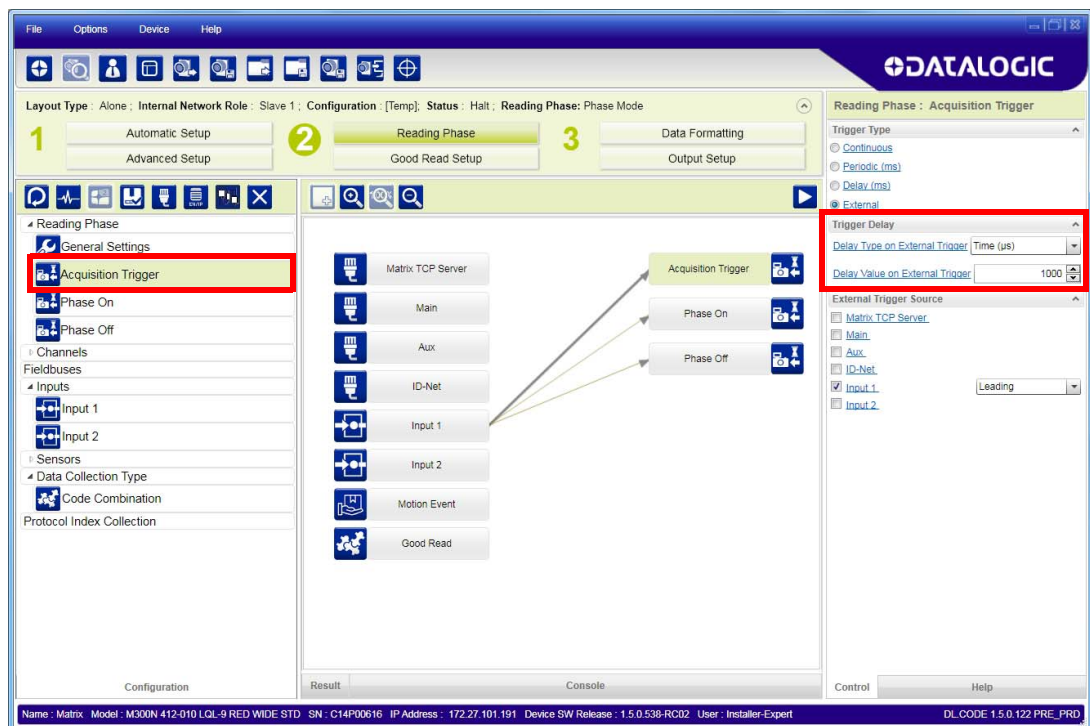 File Options Device Help
DATALOGIC
Layout Type : Alone ; Internal Network Role : Slave 1 ; Configuration : [Temp]; Status : Halt ; Reading Phase: Phase Mode
1 Automatic Setup
Advanced Setup
2 Reading Phase
Good Read Setup
3 Data Formatting
Output Setup
Reading Phase
General Settings
Acquisition Trigger
Phase On
Phase Off
Channels
Fieldbuses
Inputs
Input 1
Input 2
Sensors
Data Collection Type
Code Combination
Protocol Index Collection
Configuration
Matrix TCP Server
Main
Aux
ID-Net
Input 1
Input 2
Motion Event
Good Read
Acquisition Trigger
Phase On
Phase Off
Result Console
Reading Phase : Acquisition Trigger
Trigger Type
Continuous
Periodic (ms)
Delay (ms)
External
Trigger Delay
Delay Type on External Trigger Time (µs)
Delay Value on External Trigger 1000
External Trigger Source
Matrix TCP Server
Main
Aux
ID-Net
Input 1 Leading
Input 2
Control Help
Name : Matrix Model : M300N 412-010 LQL-9 RED WIDE STD SN : C14P00616 IP Address : 172.27.101.191 Device SW Release : 1.5.0.538-RC02 User : Installer-Expert DL.CODE 1.5.0.122 PRE_PRD